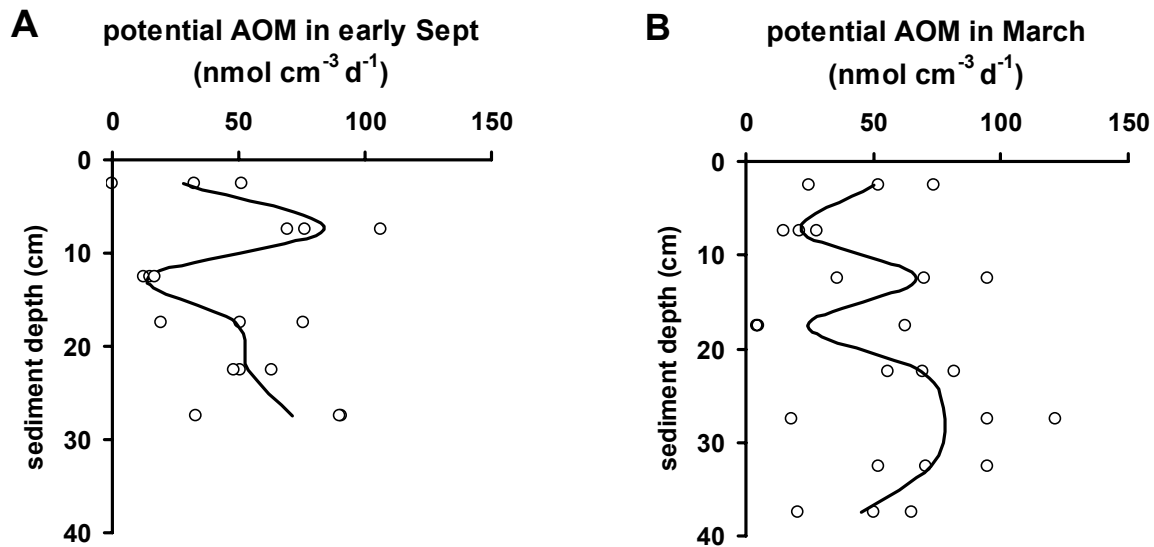 A
potential AOM in early Sept
(nmol cm⁻³ d⁻¹)
0 50 100 150
0
10
20
30
40
sediment depth (cm)
B
potential AOM in March
(nmol cm⁻³ d⁻¹)
0 50 100 150
0
10
20
30
40
sediment depth (cm)